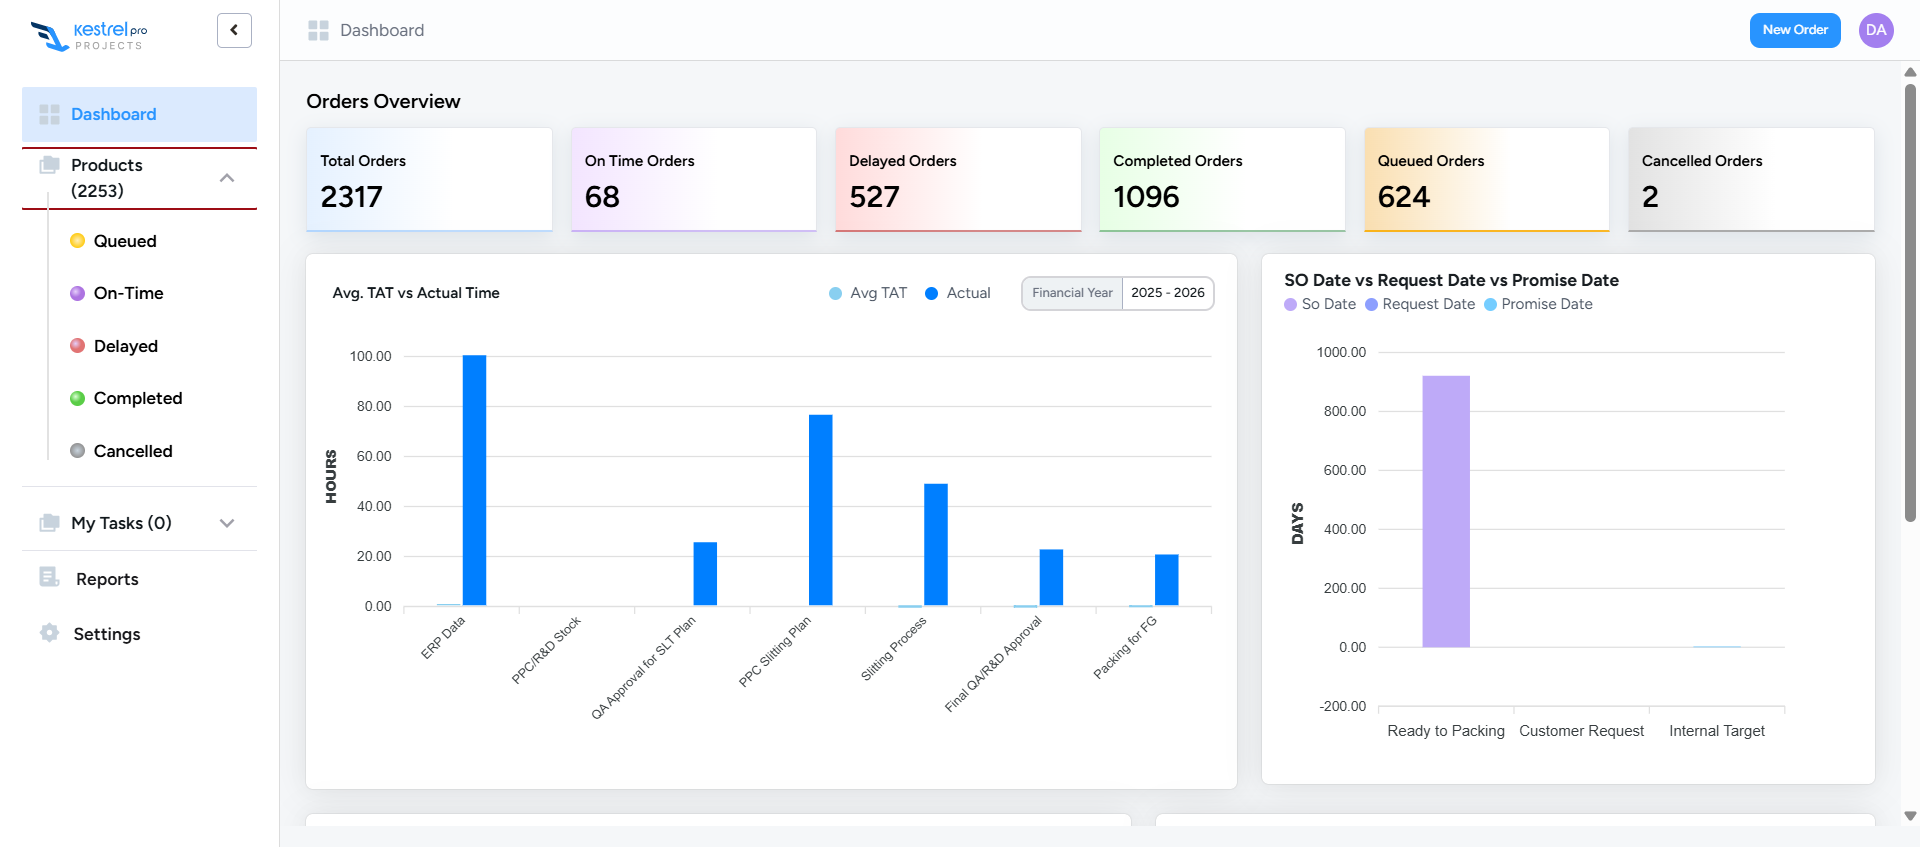 Kestrel pro
PROJECTS
Dashboard
Products
(2253)
Queued
On-Time
Delayed
Completed
Cancelled
My Tasks (0)
Reports
Settings
Dashboard
New Order
DA
Orders Overview
Total Orders
2317
On Time Orders
68
Delayed Orders
527
Completed Orders
1096
Queued Orders
624
Cancelled Orders
2
Avg. TAT vs Actual Time
Avg TAT
Actual
Financial Year
2025 - 2026
HOURS
100.00
80.00
60.00
40.00
20.00
0.00
ERP Data
PPC/R&D Stock
QA Approval for SLT Plan
PPC Slitting Plan
Slitting Process
Final QA/R&D Approval
Packing for FG
SO Date vs Request Date vs Promise Date
So Date
Request Date
Promise Date
DAYS
1000.00
800.00
600.00
400.00
200.00
0.00
-200.00
Ready to Packing
Customer Request
Internal Target